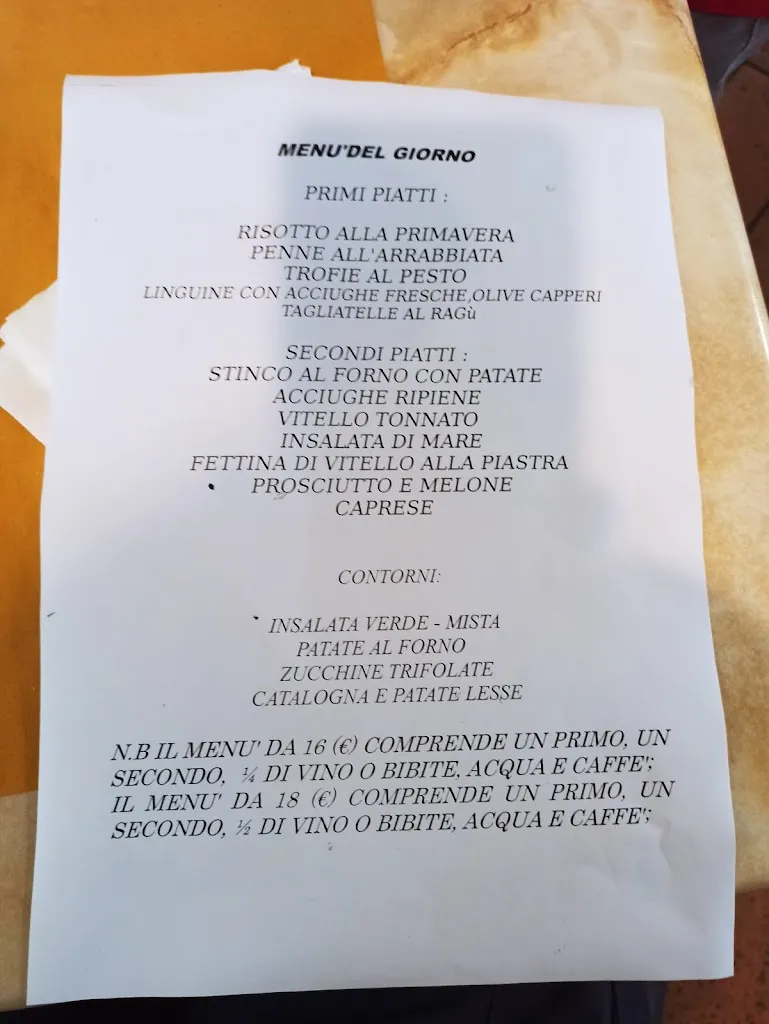 MENU'DEL GIORNO
PRIMI PIATTI :
RISOTTO ALLA PRIMAVERA
PENNE ALL'ARRABBIATA
TROFIE AL PESTO
LINGUINE CON ACCIUGHE FRESCHE,OLIVE CAPPERI
TAGLIATELLE AL RAGù
SECONDI PIATTI :
STINCO AL FORNO CON PATATE
ACCIUGHE RIPIENE
VITELLO TONNATO
INSALATA DI MARE
FETTINA DI VITELLO ALLA PIASTRA
PROSCIUTTO E MELONE
CAPRESE
CONTORNI:
INSALATA VERDE - MISTA
PATATE AL FORNO
ZUCCHINE TRIFOLATE
CATALOGNA E PATATE LESSE
N.B IL MENU' DA 16 (€) COMPRENDE UN PRIMO, UN
SECONDO, ¼ DI VINO O BIBITE, ACQUA E CAFFE';
IL MENU' DA 18 (€) COMPRENDE UN PRIMO, UN
SECONDO, ½ DI VINO O BIBITE, ACQUA E CAFFE';